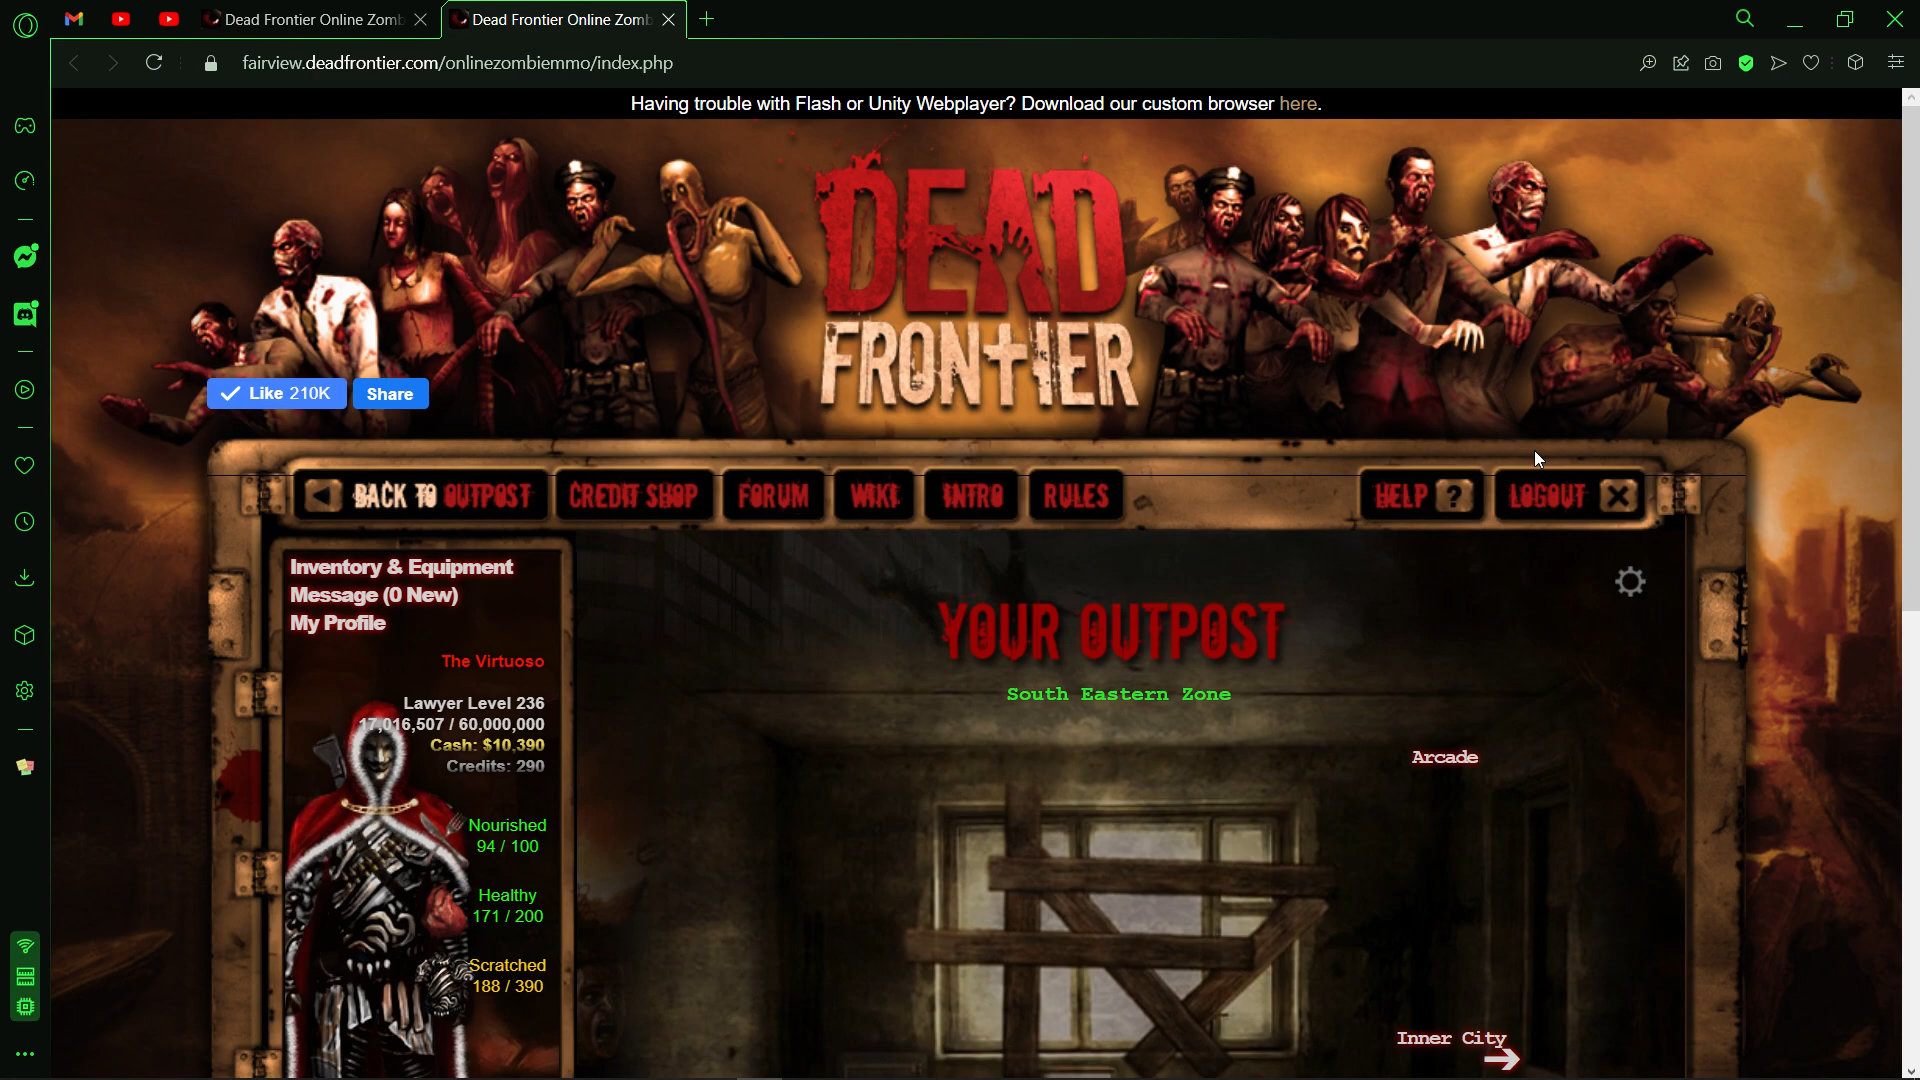 Dead Frontier Online Zomb
Dead Frontier Online Zomb
fairview.deadfrontier.com/onlinezombiemmo/index.php
Having trouble with Flash or Unity Webplayer? Download our custom browser here.
DEAD
FRONTIER
Like 210K
Share
BACK TO OUTPOST
CREDIT SHOP
FORUM
WIKI
INTRO
RULES
HELP ?
LOGOUT X
Inventory & Equipment
Message (0 New)
My Profile
The Virtuoso
Lawyer Level 236
17,016,507 / 60,000,000
Cash: $10,390
Credits: 290
Nourished
94 / 100
Healthy
171 / 200
Scratched
188 / 390
YOUR OUTPOST
South Eastern Zone
Arcade
Inner City